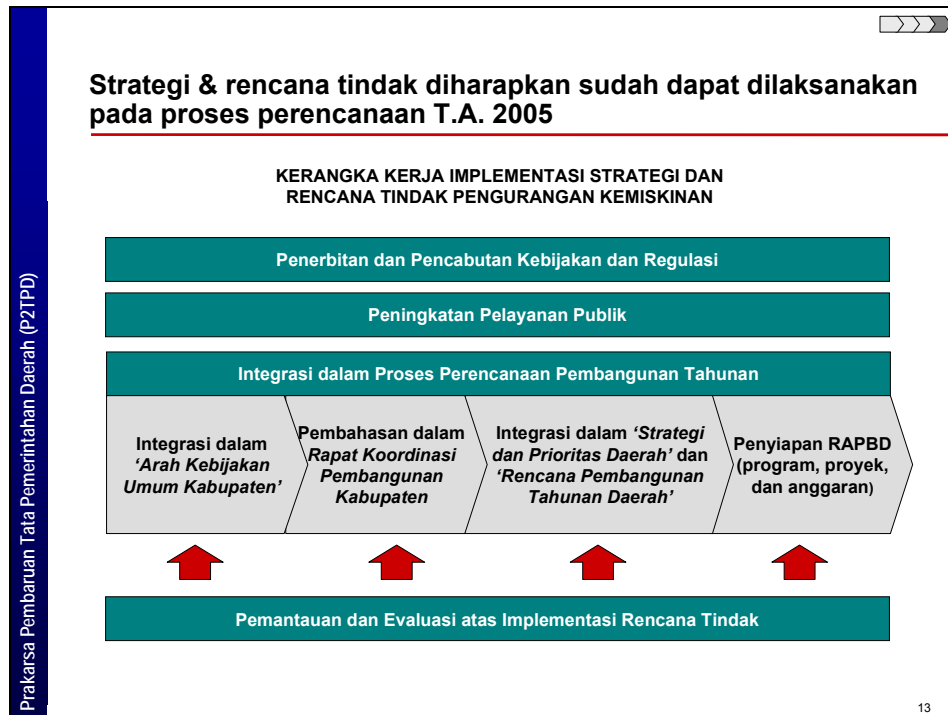 Strategi & rencana tindak diharapkan sudah dapat dilaksanakan
pada proses perencanaan T.A. 2005
KERANGKA KERJA IMPLEMENTASI STRATEGI DAN
RENCANA TINDAK PENGURANGAN KEMISKINAN
Penerbitan dan Pencabutan Kebijakan dan Regulasi
Peningkatan Pelayanan Publik
Integrasi dalam Proses Perencanaan Pembangunan Tahunan
Integrasi dalam
‘Arah Kebijakan
Umum Kabupaten’
Pembahasan dalam
Rapat Koordinasi
Pembangunan
Kabupaten
Integrasi dalam ‘Strategi
dan Prioritas Daerah’ dan
‘Rencana Pembangunan
Tahunan Daerah’
Penyiapan RAPBD
(program, proyek,
dan anggaran)
Pemantauan dan Evaluasi atas Implementasi Rencana Tindak
Prakarsa Pembaruan Tata Pemerintahan Daerah (P2TPD)
13